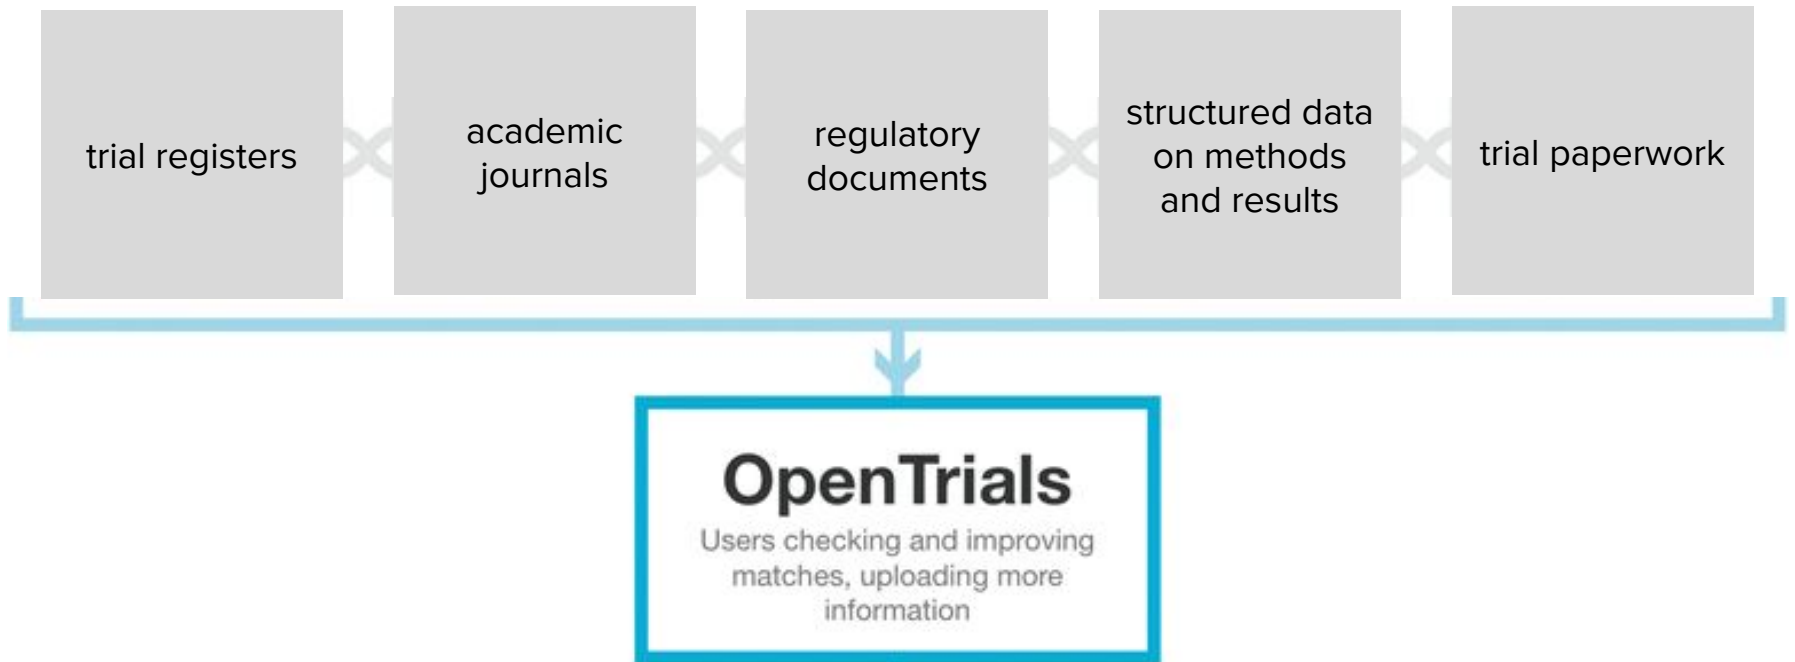 trial registers
academic
journals
regulatory
documents
structured data
on methods
and results
trial paperwork
OpenTrials
Users checking and improving
matches, uploading more
information